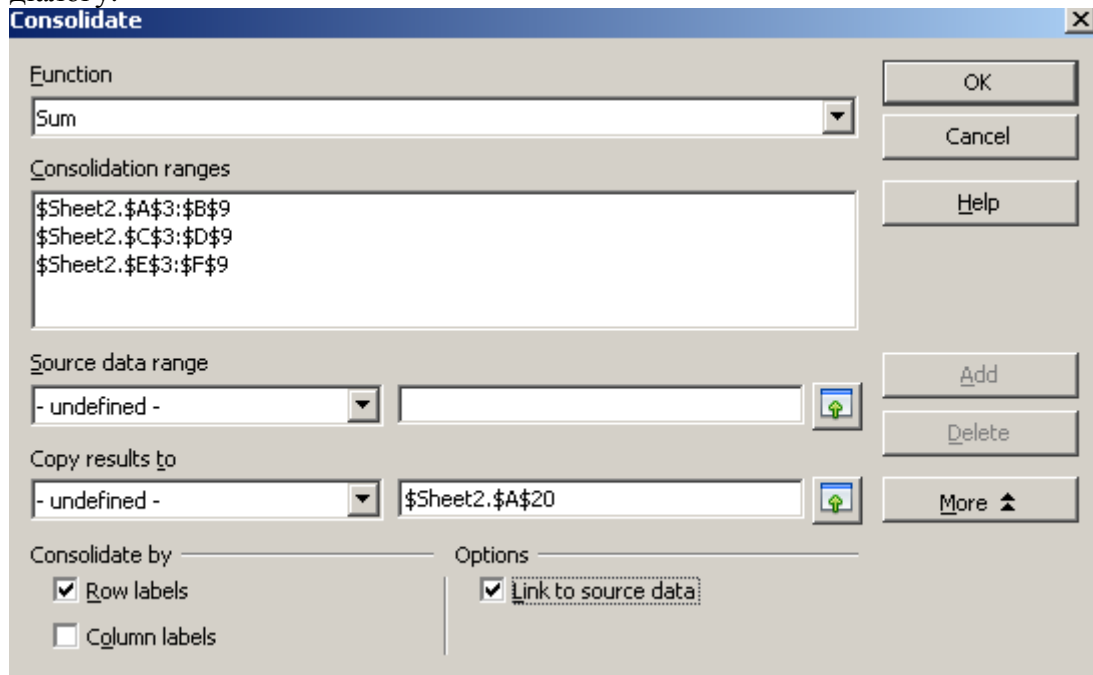 діалогу.
Consolidate
Function
Sum
OK
Cancel
Consolidation ranges
$Sheet2.$A$3:$B$9
$Sheet2.$C$3:$D$9
$Sheet2.$E$3:$F$9
Help
Source data range
- undefined -
Add
Delete
Copy results to
- undefined -
$Sheet2.$A$20
More
Consolidate by
Options
Row labels
Link to source data
Column labels